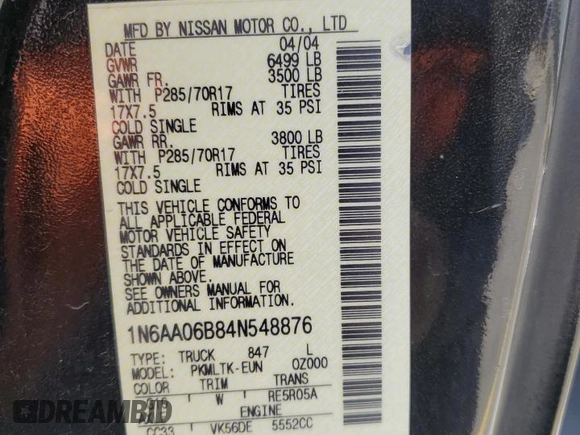 MFD BY NISSAN MOTOR CO., LTD
DATE 04/04
GVWR 6499 LB
GAWR FR. 3500 LB
WITH P285/70R17 TIRES
17X7.5 RIMS AT 35 PSI
COLD SINGLE
GAWR RR. 3800 LB
WITH P285/70R17 TIRES
17X7.5 RIMS AT 35 PSI
COLD SINGLE
THIS VEHICLE CONFORMS TO
ALL APPLICABLE FEDERAL
MOTOR VEHICLE SAFETY
STANDARDS IN EFFECT ON
THE DATE OF MANUFACTURE
SHOWN ABOVE.
SEE OWNERS MANUAL FOR
ADDITIONAL INFORMATION.
1N6AA06B84N548876
TYPE: TRUCK 847 L
MODEL: PKMLTK-EUN OZ000
COLOR TRIM TRANS
W RE5R05A
ENGINE
CC33 VK56DE 5552CC
DREAMBID